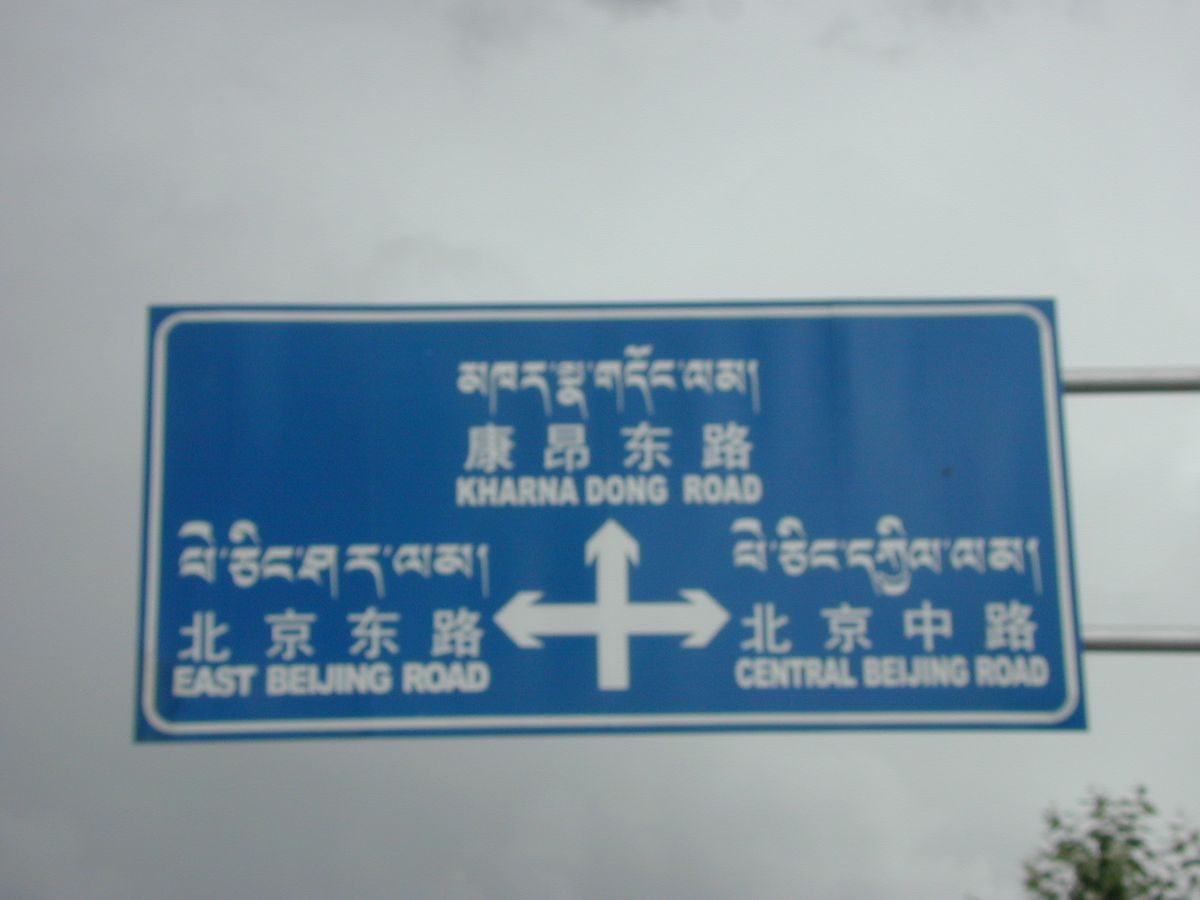 མཁར་སྣ་གདོང་ལམ།
康昂东路
KHARNA DONG ROAD
པེ་ཅིང་ཤར་ལམ།
北京东路
EAST BEIJING ROAD
པེ་ཅིང་དཀྱིལ་ལམ།
北京中路
CENTRAL BEIJING ROAD